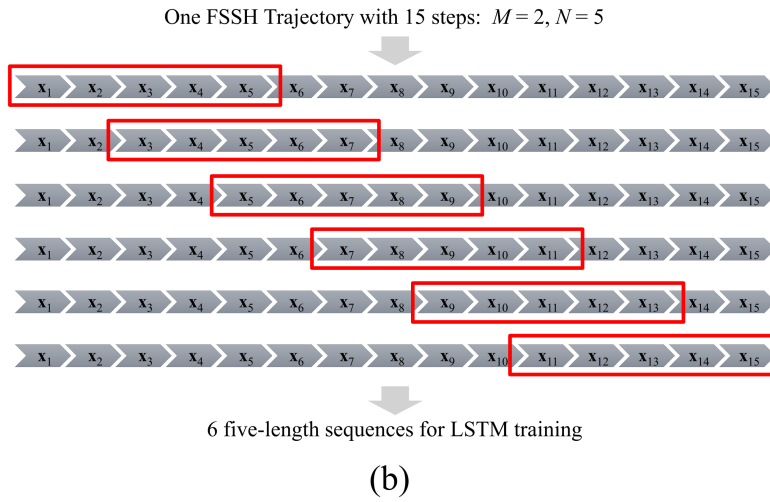 One FSSH Trajectory with 15 steps: M = 2, N = 5
x₁ x₂ x₃ x₄ x₅ x₆ x₇ x₈ x₉ x₁₀ x₁₁ x₁₂ x₁₃ x₁₄ x₁₅
x₁ x₂ x₃ x₄ x₅ x₆ x₇ x₈ x₉ x₁₀ x₁₁ x₁₂ x₁₃ x₁₄ x₁₅
x₁ x₂ x₃ x₄ x₅ x₆ x₇ x₈ x₉ x₁₀ x₁₁ x₁₂ x₁₃ x₁₄ x₁₅
x₁ x₂ x₃ x₄ x₅ x₆ x₇ x₈ x₉ x₁₀ x₁₁ x₁₂ x₁₃ x₁₄ x₁₅
x₁ x₂ x₃ x₄ x₅ x₆ x₇ x₈ x₉ x₁₀ x₁₁ x₁₂ x₁₃ x₁₄ x₁₅
x₁ x₂ x₃ x₄ x₅ x₆ x₇ x₈ x₉ x₁₀ x₁₁ x₁₂ x₁₃ x₁₄ x₁₅
6 five-length sequences for LSTM training
(b)